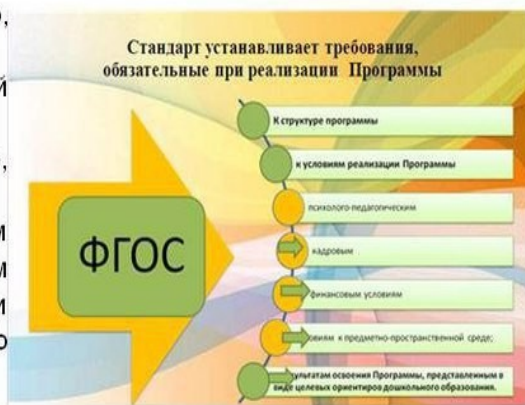 Стандарт устанавливает требования,
обязательные при реализации Программы
ФГОС
К структуре программы
к условиям реализации Программы
психолого-педагогическим
кадровым
финансовым условиям
к предметно-пространственной среде;
освоения Программы, представленным в
виде целевых ориентиров дошкольного образования.